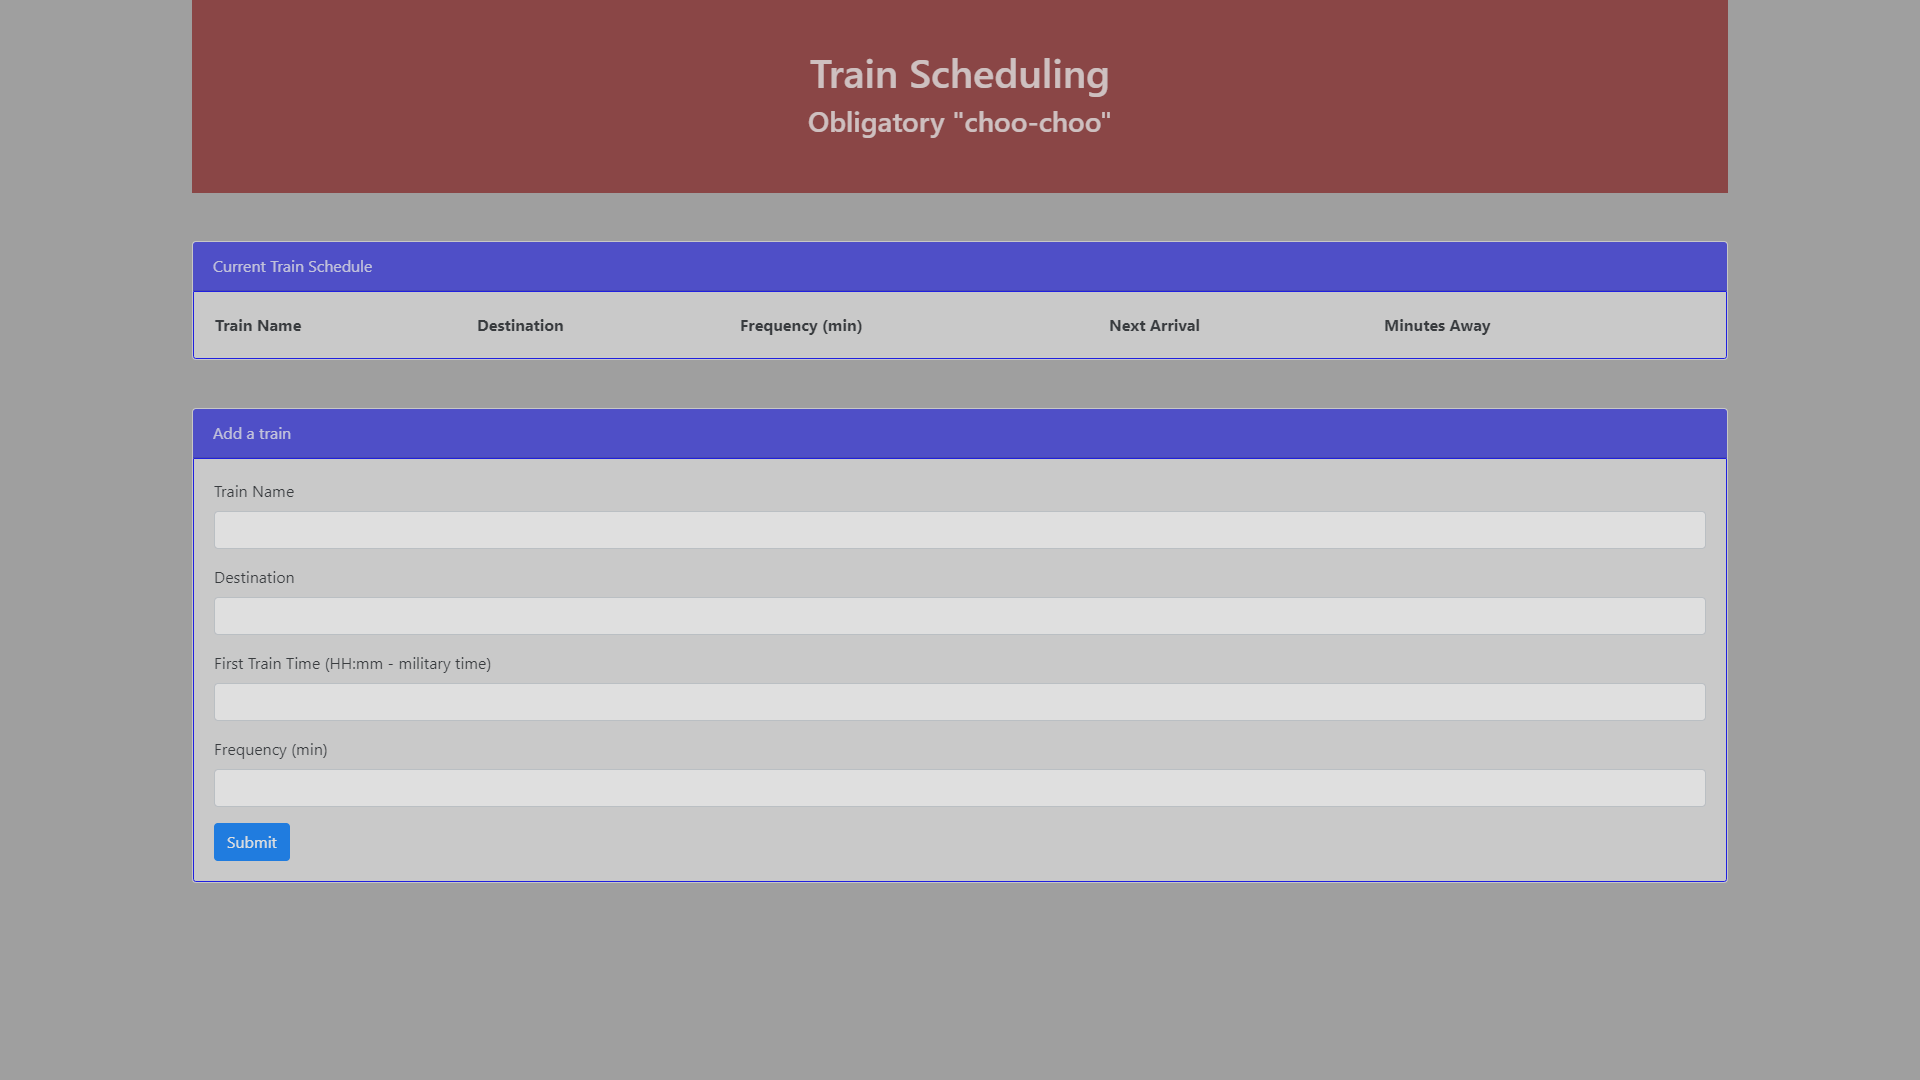 Train Scheduling
Obligatory "choo-choo"
Current Train Schedule
Train Name Destination Frequency (min) Next Arrival Minutes Away
Add a train
Train Name
Destination
First Train Time (HH:mm - military time)
Frequency (min)
Submit